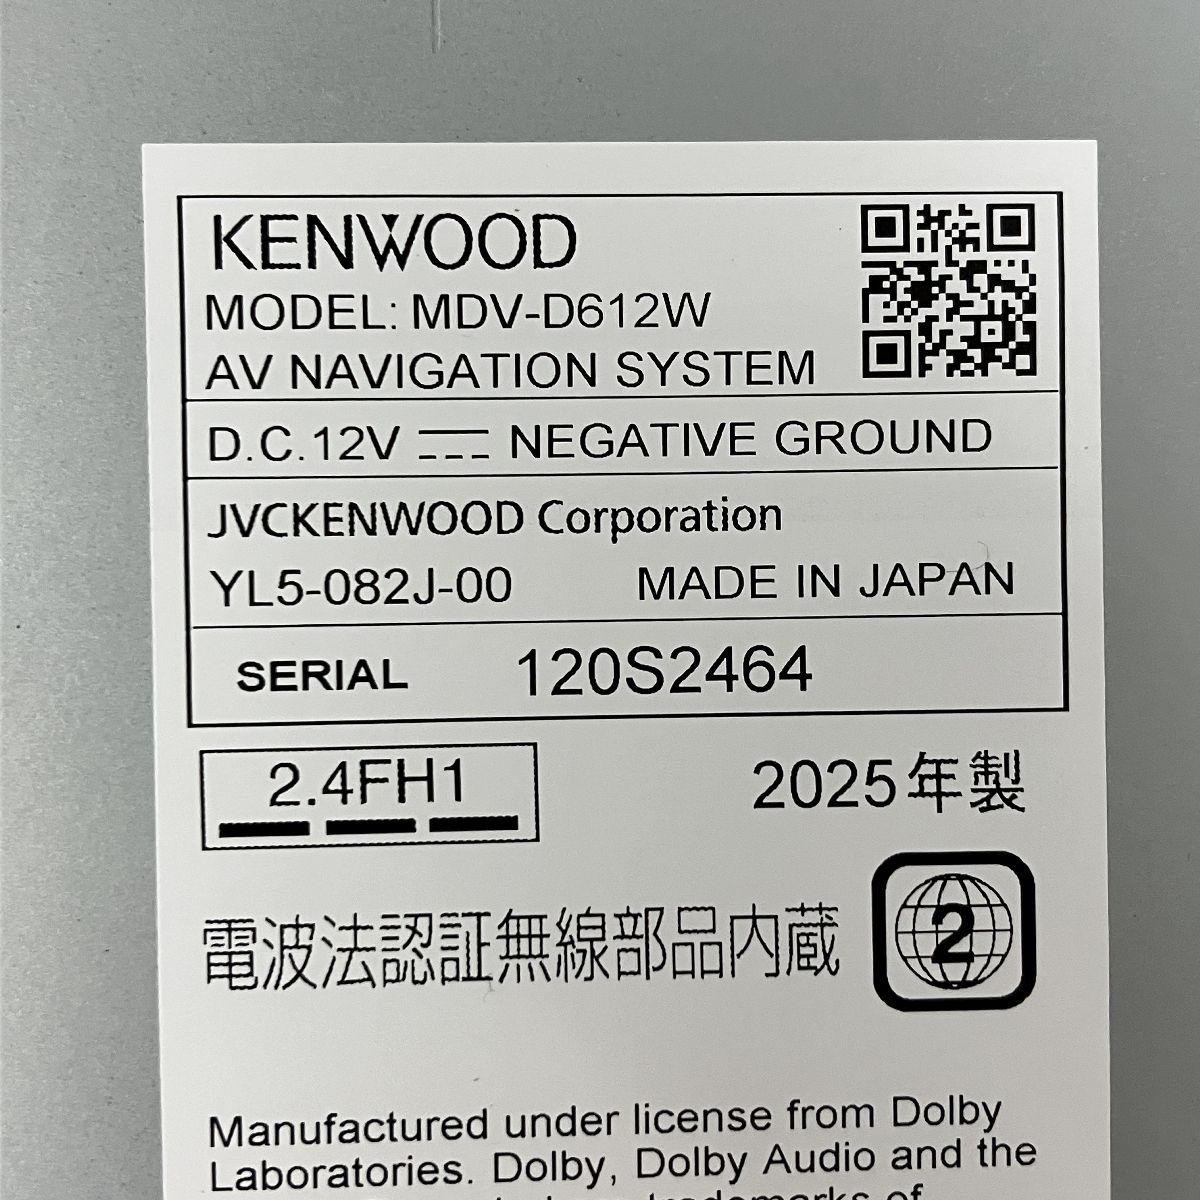 KENWOOD
MODEL: MDV-D612W
AV NAVIGATION SYSTEM
D.C.12V NEGATIVE GROUND
JVCKENWOOD Corporation
YL5-082J-00 MADE IN JAPAN
SERIAL 120S2464
2.4FH1
2025年製
電波法認証無線部品内蔵
2
Manufactured under license from Dolby
Laboratories. Dolby, Dolby Audio and the
trademarks of